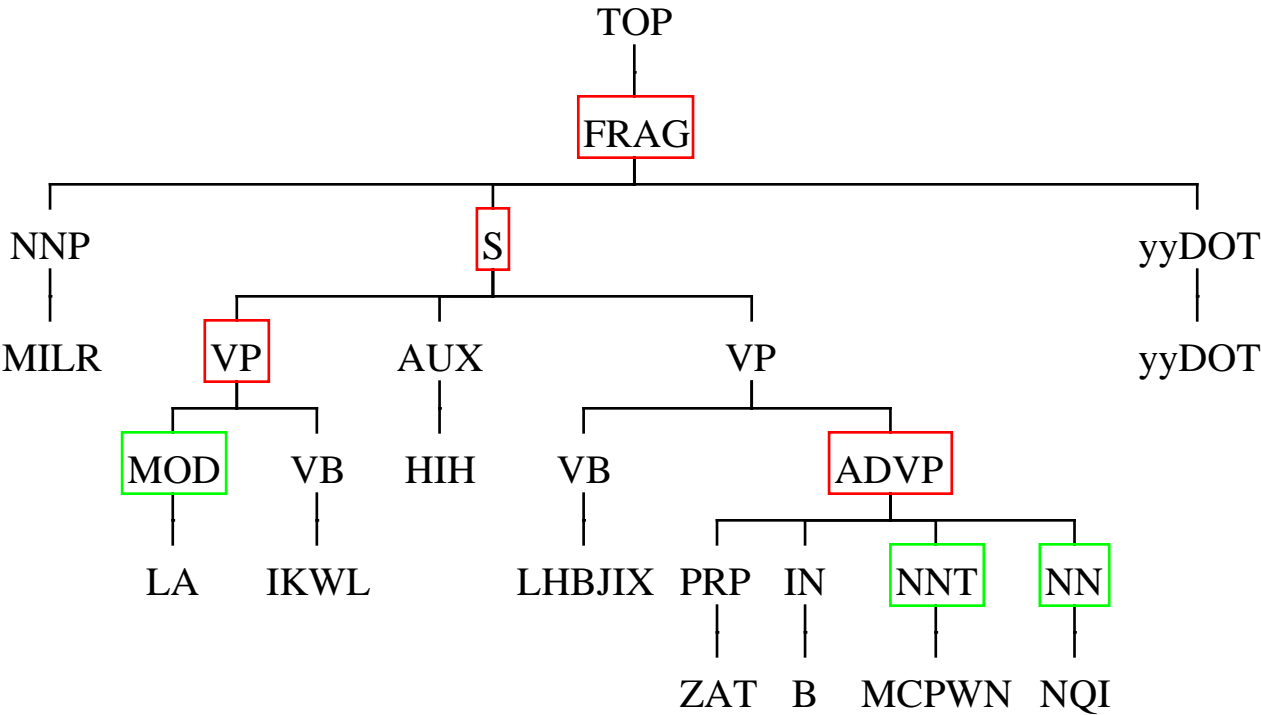 TOP
FRAG
NNP S yyDOT
MILR VP AUX VP yyDOT
MOD VB HIH VB ADVP
LA IKWL LHBJIX PRP IN NNT NN
ZAT B MCPWN NQI